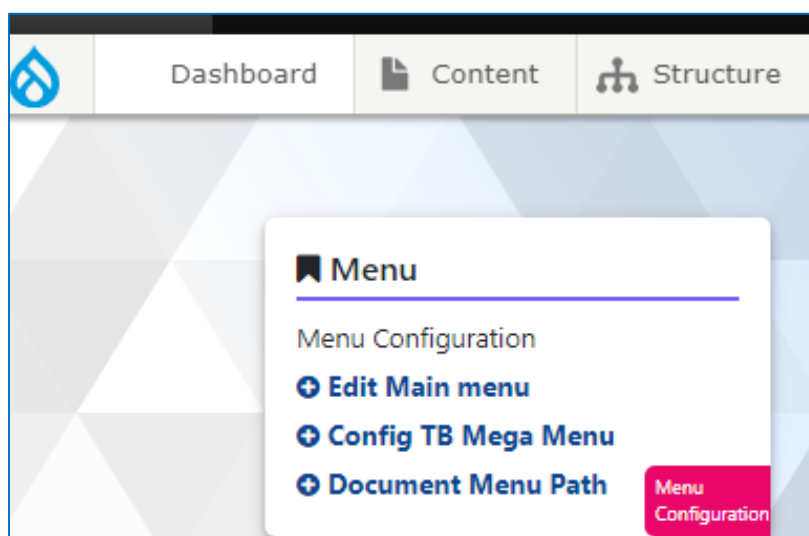 Dashboard Content Structure
Menu
Menu Configuration
Edit Main menu
Config TB Mega Menu
Document Menu Path
Menu
Configuration